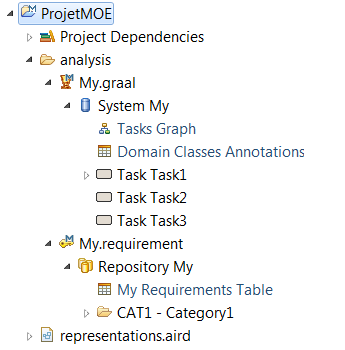 ProjetMOE
Project Dependencies
analysis
My.graal
System My
Tasks Graph
Domain Classes Annotations
Task Task1
Task Task2
Task Task3
My.requirement
Repository My
My Requirements Table
CAT1 - Category1
representations.aird